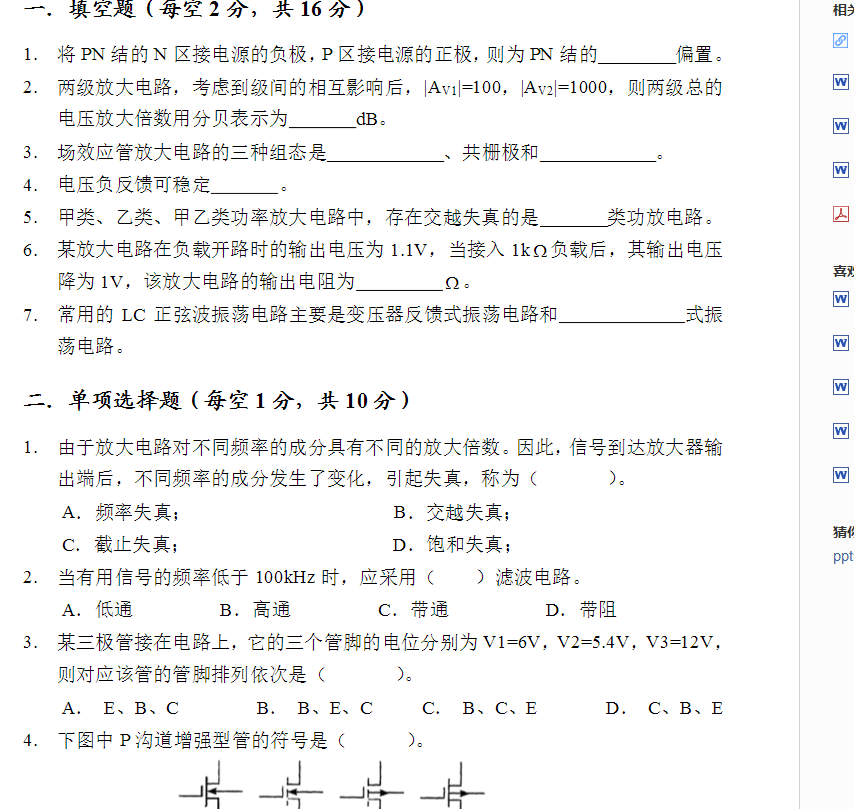 一．填空题（每空 2 分，共 16 分）
1． 将 PN 结的 N 区接电源的负极，P 区接电源的正极，则为 PN 结的________偏置。
2． 两级放大电路，考虑到级间的相互影响后，|AV1|=100，|AV2|=1000，则两级总的
电压放大倍数用分贝表示为_______dB。
3． 场效应管放大电路的三种组态是____________、共栅极和____________。
4． 电压负反馈可稳定_______。
5． 甲类、乙类、甲乙类功率放大电路中，存在交越失真的是_______类功放电路。
6． 某放大电路在负载开路时的输出电压为 1.1V，当接入 1kΩ负载后，其输出电压
降为 1V，该放大电路的输出电阻为_________Ω。
7． 常用的 LC 正弦波振荡电路主要是变压器反馈式振荡电路和_____________式振
荡电路。
二．单项选择题（每空 1 分，共 10 分）
1． 由于放大电路对不同频率的成分具有不同的放大倍数。因此，信号到达放大器输
出端后，不同频率的成分发生了变化，引起失真，称为（ ）。
A．频率失真； B．交越失真；
C．截止失真； D．饱和失真；
2． 当有用信号的频率低于 100kHz 时，应采用（ ）滤波电路。
A．低通 B．高通 C．带通 D．带阻
3． 某三极管接在电路上，它的三个管脚的电位分别为 V1=6V，V2=5.4V，V3=12V，
则对应该管的管脚排列依次是（ ）。
A． E、B、C B． B、E、C C． B、C、E D． C、B、E
4． 下图中 P 沟道增强型管的符号是（ ）。
相
喜
猜
ppt